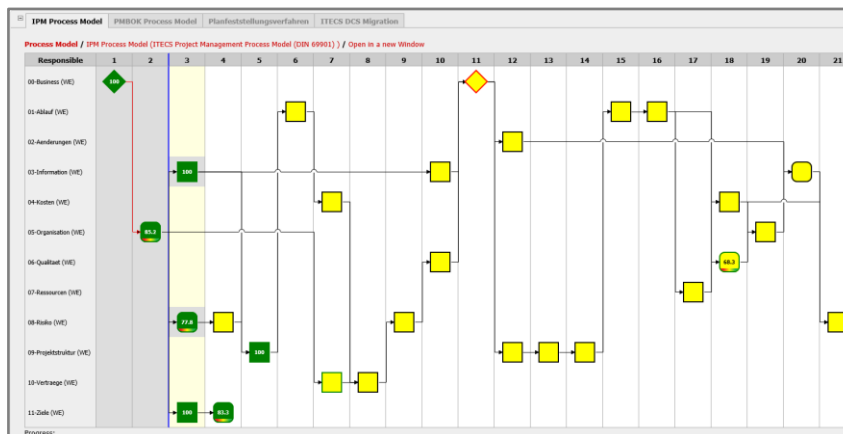 IPM Process Model PMBOK Process Model Planfeststellungsverfahren ITECS DCS Migration
Process Model / IPM Process Model (ITECS Project Management Process Model (DIN 69901) ) / Open in a new Window
Responsible 1 2 3 4 5 6 7 8 9 10 11 12 13 14 15 16 17 18 19 20 21
00-Business (WE) 100
01-Ablauf (WE)
02-Aenderungen (WE)
03-Information (WE) 100
04-Kosten (WE)
05-Organisation (WE) 85.2
06-Qualitaet (WE) 68.3
07-Ressourcen (WE)
08-Risiko (WE) 77.8
09-Projektstruktur (WE) 100
10-Vertraege (WE)
11-Ziele (WE) 100 83.3
Progress: